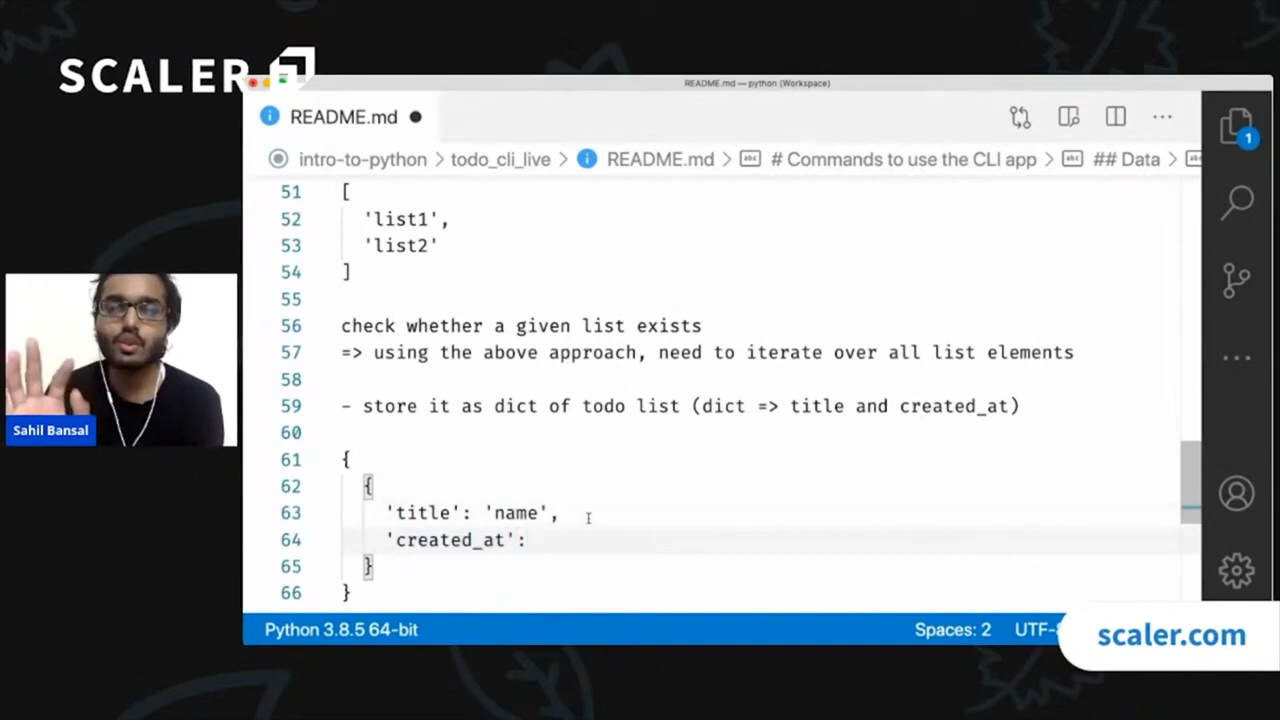 SCALER
README.md — python (Workspace)
README.md
intro-to-python > todo_cli_live > README.md > # Commands to use the CLI app > ## Data >
51 [
52 'list1',
53 'list2'
54 ]
55
56 check whether a given list exists
57 => using the above approach, need to iterate over all list elements
58
59 - store it as dict of todo list (dict => title and created_at)
60
61 {
62 {
63 'title': 'name',
64 'created_at':
65 }
66 }
1
Sahil Bansal
Python 3.8.5 64-bit
Spaces: 2
scaler.com